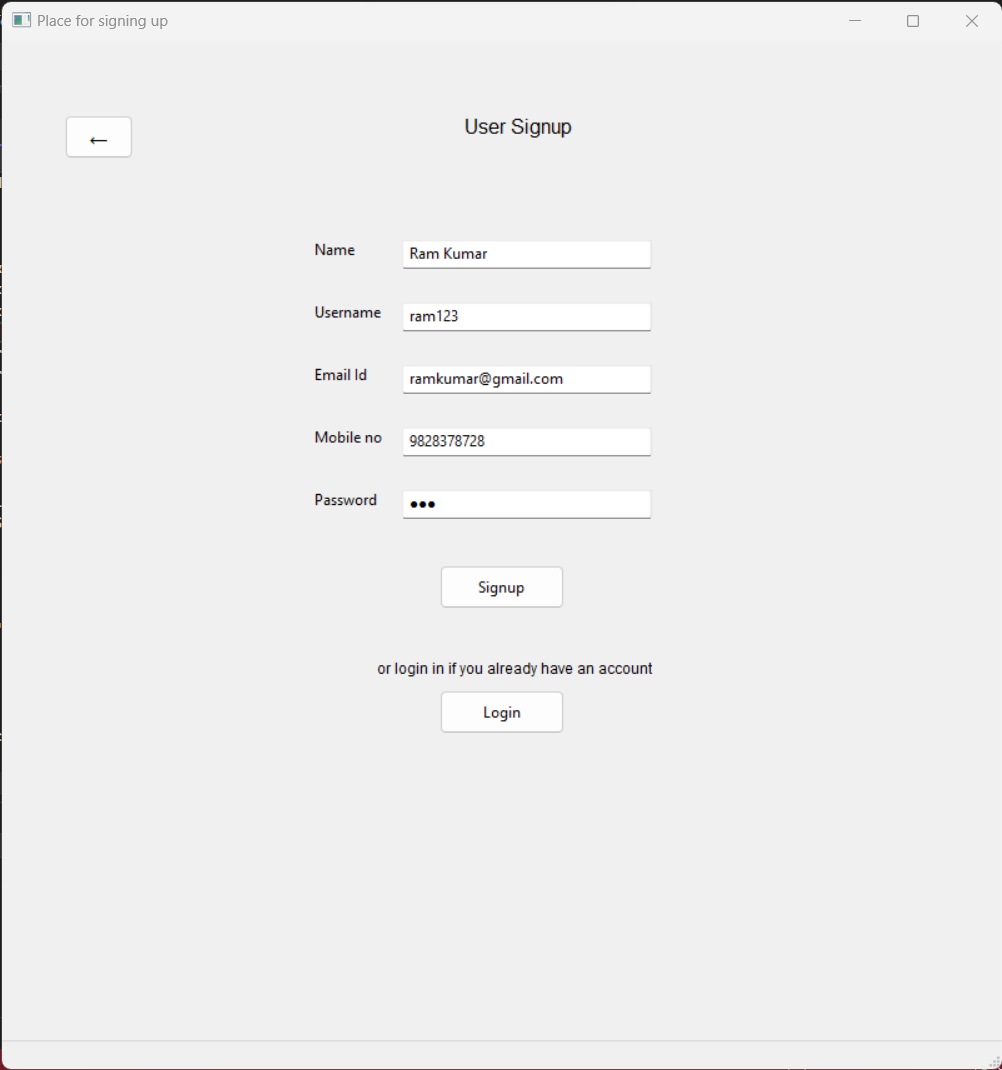 Place for signing up
←
User Signup
Name
Ram Kumar
Username
ram123
Email Id
ramkumar@gmail.com
Mobile no
9828378728
Password
●●●
Signup
or login in if you already have an account
Login